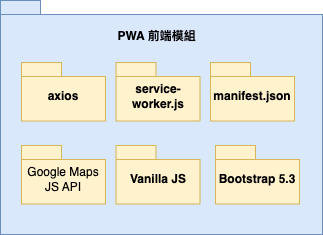 PWA 前端模組
axios
service-
worker.js
manifest.json
Google Maps
JS API
Vanilla JS
Bootstrap 5.3